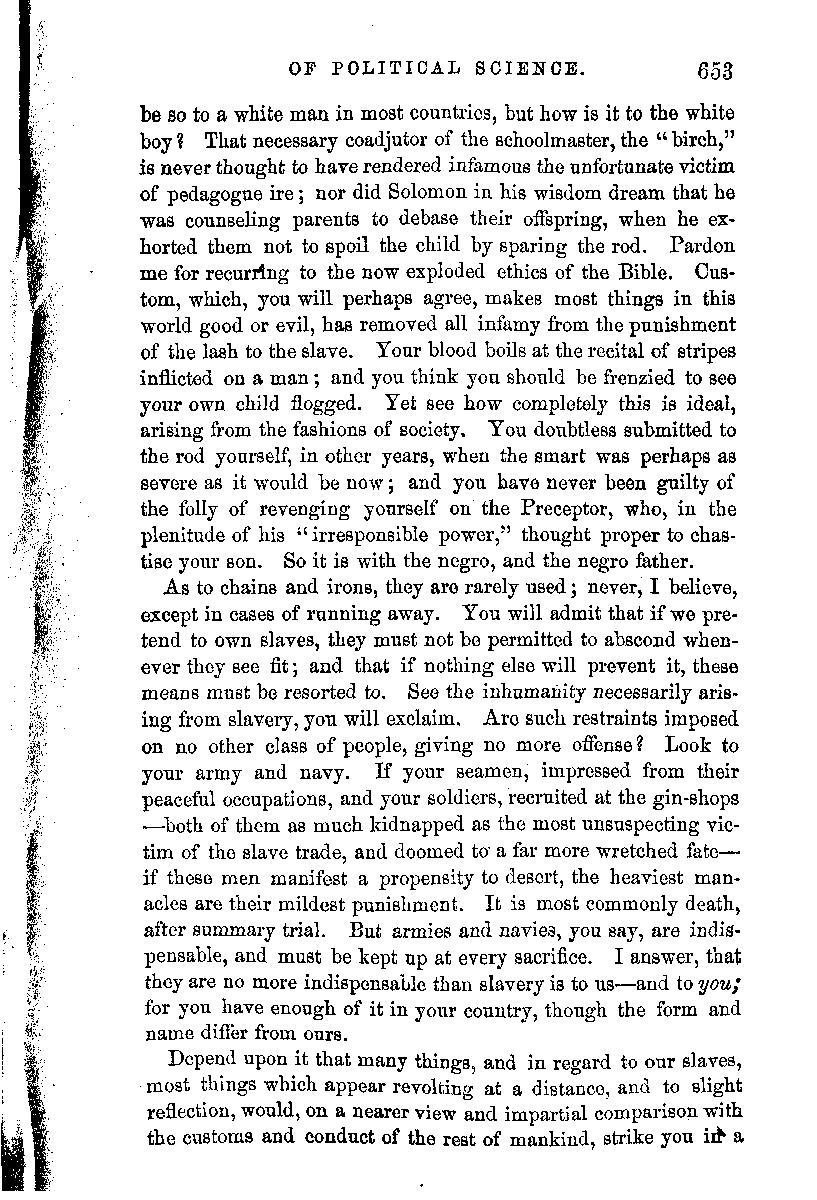 OF POLITICAL SCIENCE. 653
be so to a white man in most countries, but how is it to the white
boy? That necessary coadjutor of the schoolmaster, the “birch,”
is never thought to have rendered infamous the unfortunate victim
of pedagogue ire; nor did Solomon in his wisdom dream that he
was counseling parents to debase their offspring, when he ex-
horted them not to spoil the child by sparing the rod. Pardon
me for recurring to the now exploded ethics of the Bible. Cus-
tom, which, you will perhaps agree, makes most things in this
world good or evil, has removed all infamy from the punishment
of the lash to the slave. Your blood boils at the recital of stripes
inflicted on a man; and you think you should be frenzied to see
your own child flogged. Yet see how completely this is ideal,
arising from the fashions of society. You doubtless submitted to
the rod yourself, in other years, when the smart was perhaps as
severe as it would be now; and you have never been guilty of
the folly of revenging yourself on the Preceptor, who, in the
plenitude of his “irresponsible power,” thought proper to chas-
tise your son. So it is with the negro, and the negro father.
As to chains and irons, they are rarely used; never, I believe,
except in cases of running away. You will admit that if we pre-
tend to own slaves, they must not be permitted to abscond when-
ever they see fit; and that if nothing else will prevent it, these
means must be resorted to. See the inhumanity necessarily aris-
ing from slavery, you will exclaim. Are such restraints imposed
on no other class of people, giving no more offense? Look to
your army and navy. If your seamen, impressed from their
peaceful occupations, and your soldiers, recruited at the gin-shops
—both of them as much kidnapped as the most unsuspecting vic-
tim of the slave trade, and doomed to a far more wretched fate—
if these men manifest a propensity to desert, the heaviest man-
acles are their mildest punishment. It is most commonly death,
after summary trial. But armies and navies, you say, are indis-
pensable, and must be kept up at every sacrifice. I answer, that
they are no more indispensable than slavery is to us—and to you;
for you have enough of it in your country, though the form and
name differ from ours.
Depend upon it that many things, and in regard to our slaves,
most things which appear revolting at a distance, and to slight
reflection, would, on a nearer view and impartial comparison with
the customs and conduct of the rest of mankind, strike you in a